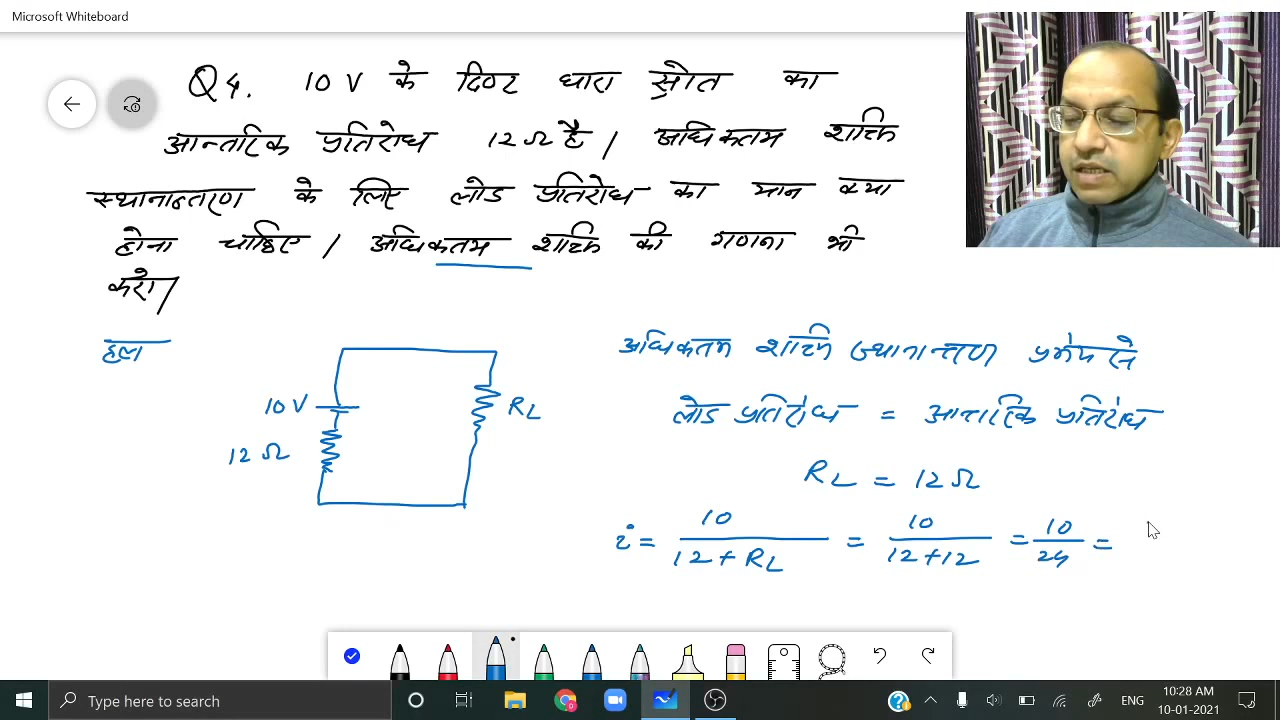 Microsoft Whiteboard
Q4. 10 V के दिष्ट धारा स्रोत का
आन्तरिक प्रतिरोध 12 Ω है / अधिकतम शक्ति
स्थानान्तरण के लिए लोड प्रतिरोध का मान क्या
होना चाहिए / अधिकतम शक्ति की गणना भी
करो /
हल
10 V
12 Ω
RL
अधिकतम शक्ति स्थानान्तरण प्रमेय से
लोड प्रतिरोध = आन्तरिक प्रतिरोध
RL = 12 Ω
i = 10 / (12 + RL) = 10 / (12 + 12) = 10 / 24 =
Type here to search
ENG
10:28 AM
10-01-2021